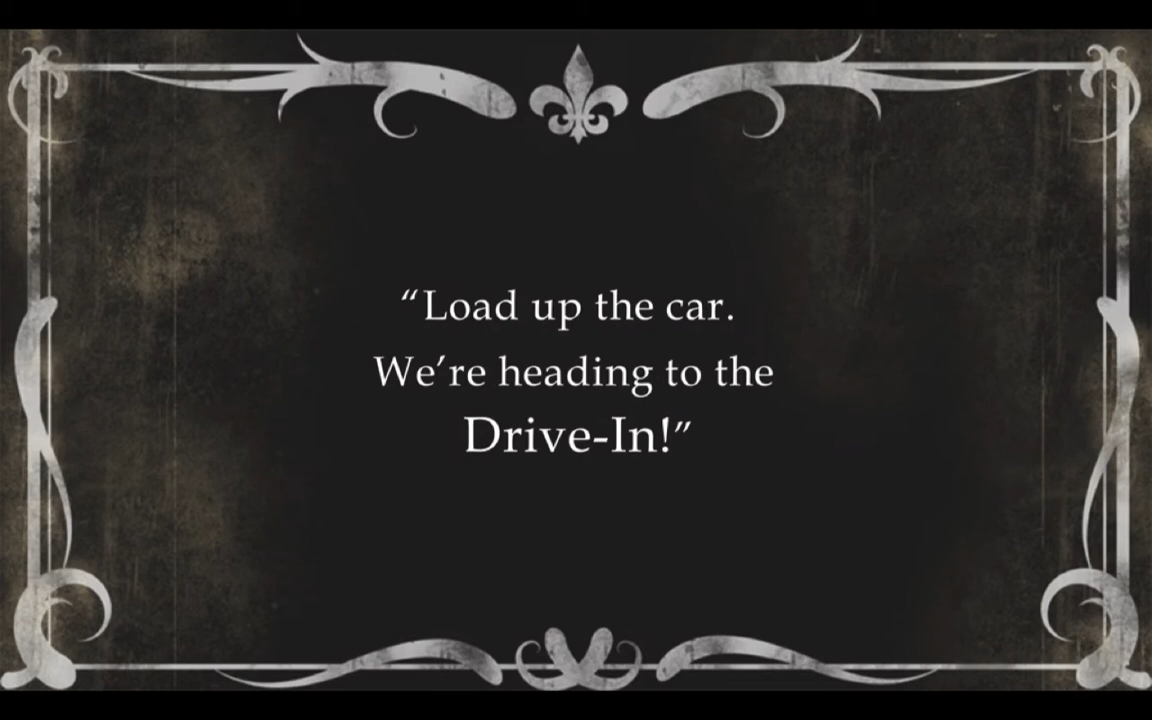 “Load up the car.
We’re heading to the
Drive-In!”